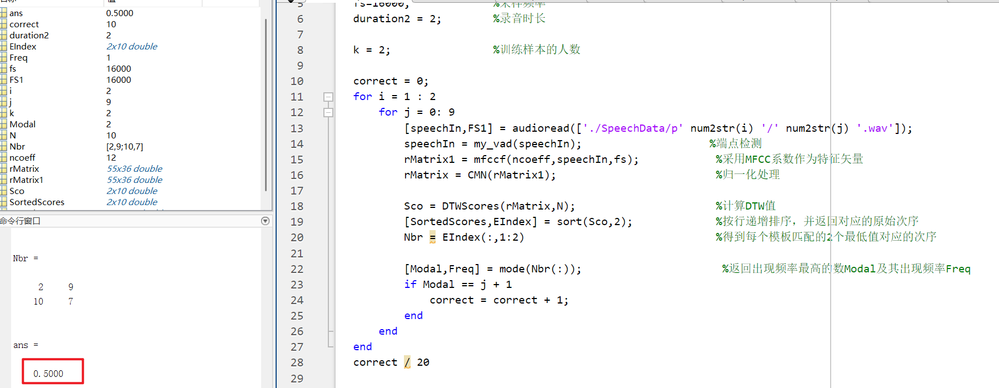 ans 0.5000
correct 10
duration2 2
EIndex 2x10 double
Freq 1
fs 16000
FS1 16000
i 2
j 9
k 2
Modal 2
N 10
Nbr [2,9;10,7]
ncoeff 12
rMatrix 55x36 double
rMatrix1 55x36 double
Sco 2x10 double
SortedScores 2x10 double
命令行窗口
Nbr =
2 9
10 7
ans =
0.5000
5 fs=16000; %采样频率
6 duration2 = 2; %录音时长
7
8 k = 2; %训练样本的人数
9
10 correct = 0;
11 for i = 1 : 2
12 for j = 0: 9
13 [speechIn,FS1] = audioread(['./SpeechData/p' num2str(i) '/' num2str(j) '.wav']);
14 speechIn = my_vad(speechIn); %端点检测
15 rMatrix1 = mfccf(ncoeff,speechIn,fs); %采用MFCC系数作为特征矢量
16 rMatrix = CMN(rMatrix1); %归一化处理
17
18 Sco = DTWScores(rMatrix,N); %计算DTW值
19 [SortedScores,EIndex] = sort(Sco,2); %按行递增排序，并返回对应的原始次序
20 Nbr = EIndex(:,1:2) %得到每个模板匹配的2个最低值对应的次序
21
22 [Modal,Freq] = mode(Nbr(:)); %返回出现频率最高的数Modal及其出现频率Freq
23 if Modal == j + 1
24 correct = correct + 1;
25 end
26 end
27 end
28 correct / 20
29